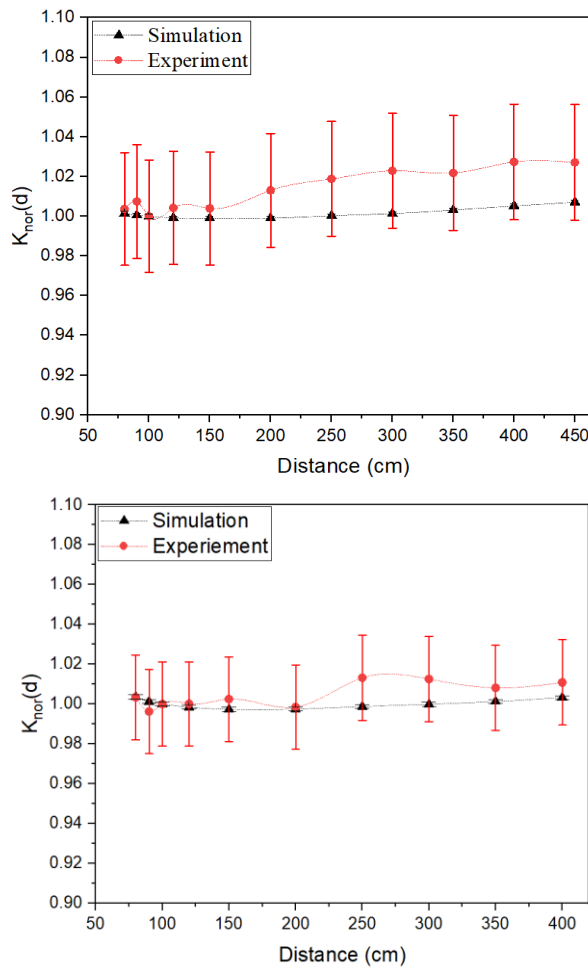 1.10
1.08
1.06
1.04
1.02
1.00
0.98
0.96
0.94
0.92
0.90
K_nor(d)
Simulation
Experiment
50 100 150 200 250 300 350 400 450
Distance (cm)
1.10
1.08
1.06
1.04
1.02
1.00
0.98
0.96
0.94
0.92
0.90
K_nor(d)
Simulation
Experiement
50 100 150 200 250 300 350 400
Distance (cm)